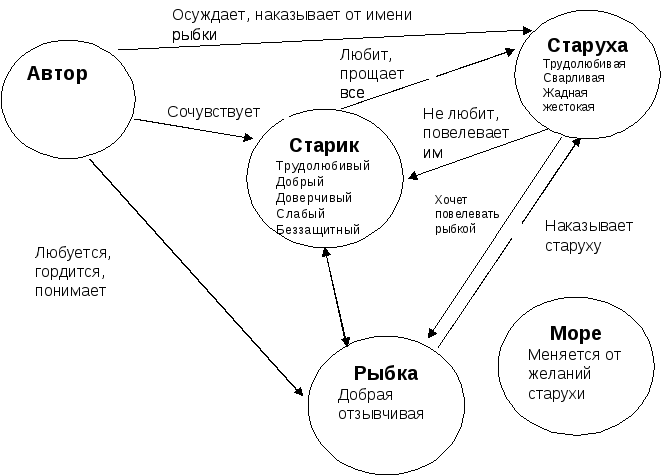 Осуждает, наказывает от имени
рыбки
Автор
Старуха
Трудолюбивая
Сварливая
Жадная
жестокая
Любит,
прощает
все
Сочувствует
Не любит,
повелевает
им
Старик
Трудолюбивый
Добрый
Доверчивый
Слабый
Беззащитный
Хочет
повелевать
рыбкой
Наказывает
старуху
Любуется,
гордится,
понимает
Море
Меняется от
желаний
старухи
Рыбка
Добрая
отзывчивая